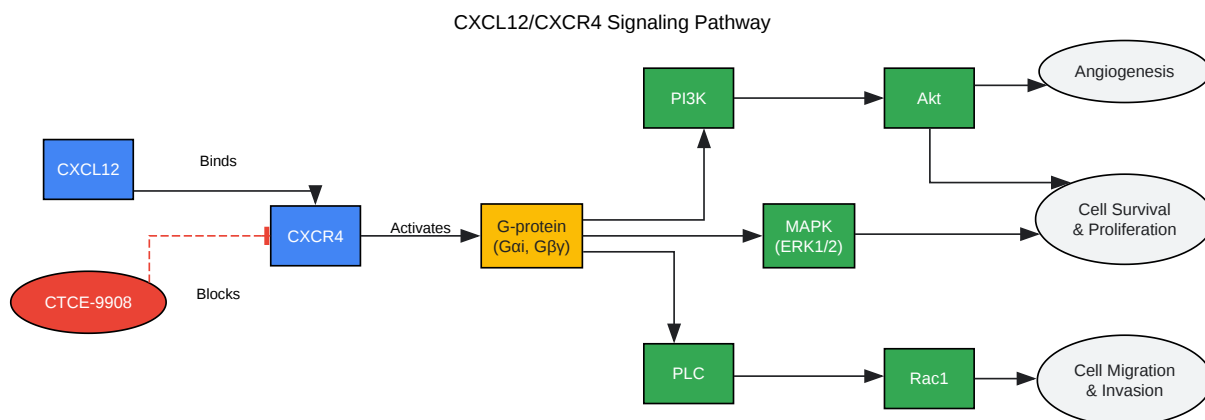 CXCL12/CXCR4 Signaling Pathway
Angiogenesis
PI3K
Akt
CXCL12
Binds
CXCR4
Activates
G-protein
(Gαi, Gβγ)
MAPK
(ERK1/2)
Cell Survival
& Proliferation
CTCE-9908
Blocks
PLC
Rac1
Cell Migration
& Invasion